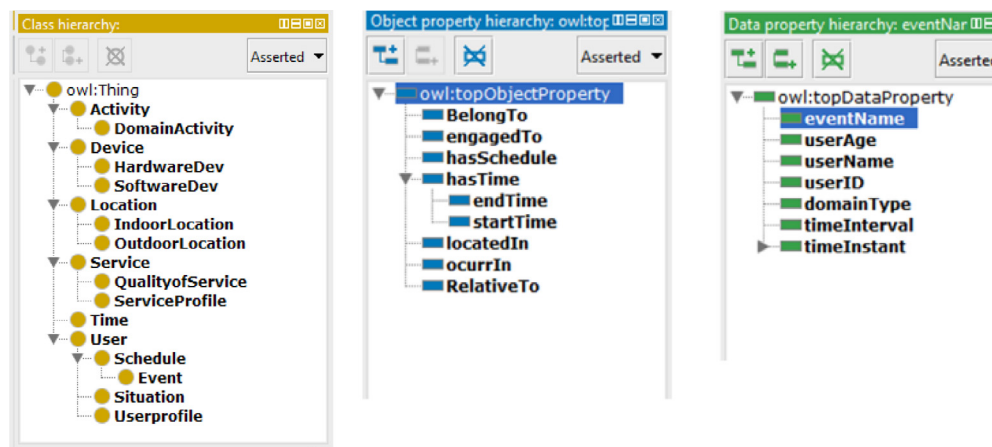 Class hierarchy:
Asserted
owl:Thing
Activity
DomainActivity
Device
HardwareDev
SoftwareDev
Location
IndoorLocation
OutdoorLocation
Service
QualityofService
ServiceProfile
Time
User
Schedule
Event
Situation
Userprofile
Object property hierarchy: owl:top
Asserted
owl:topObjectProperty
BelongTo
engagedTo
hasSchedule
hasTime
endTime
startTime
locatedIn
ocurrIn
RelativeTo
Data property hierarchy: eventNar
Asserted
owl:topDataProperty
eventName
userAge
userName
userID
domainType
timeInterval
timeInstant